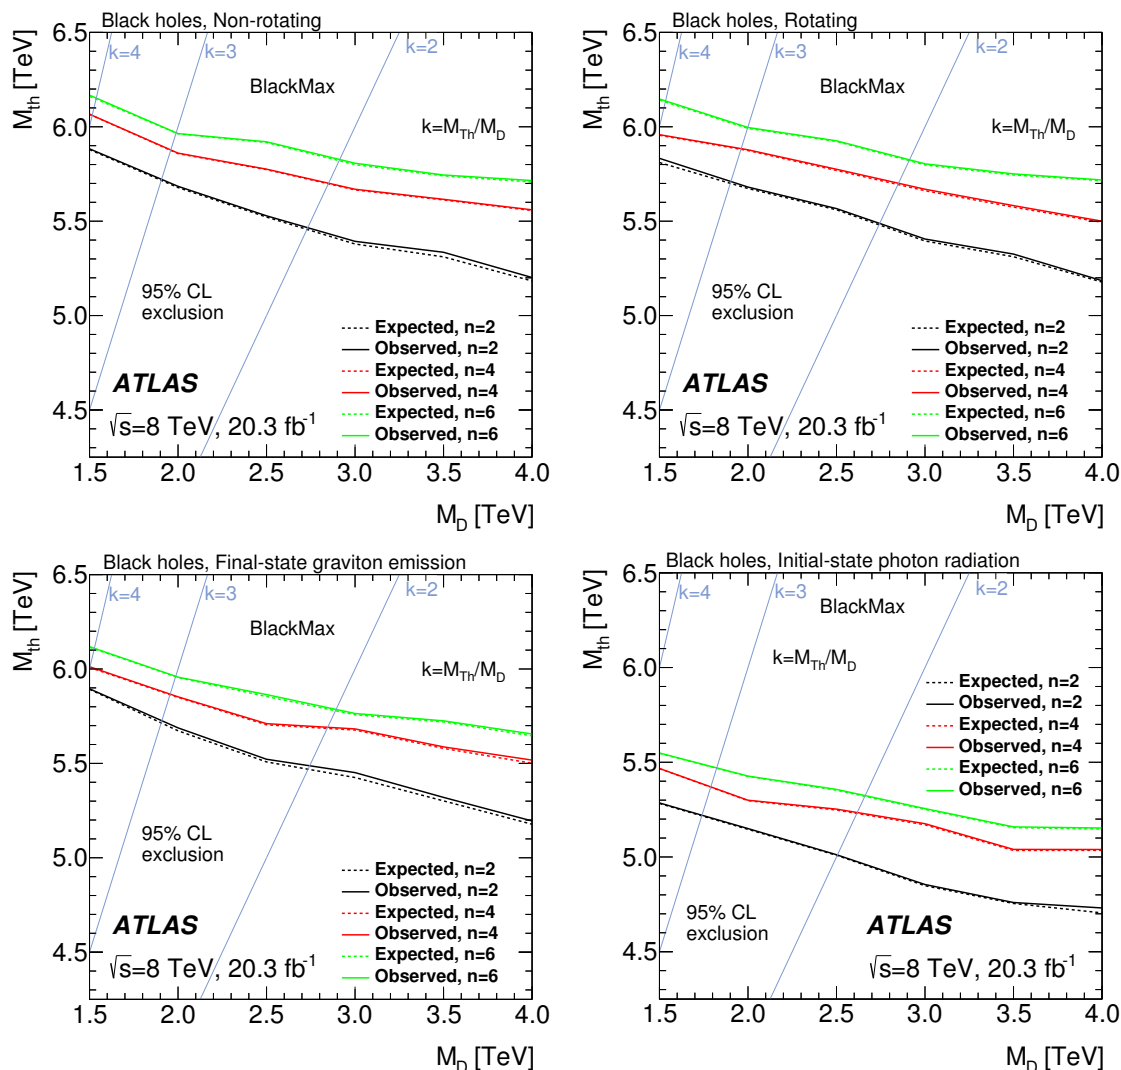 Black holes, Non-rotating
M_th [TeV]
6.5
6.0
5.5
5.0
4.5
k=4
k=3
k=2
BlackMax
k=M_Th/M_D
95% CL
exclusion
Expected, n=2
Observed, n=2
Expected, n=4
Observed, n=4
Expected, n=6
Observed, n=6
ATLAS
√s=8 TeV, 20.3 fb⁻¹
1.5 2.0 2.5 3.0 3.5 4.0
M_D [TeV]
Black holes, Rotating
M_th [TeV]
6.5
6.0
5.5
5.0
4.5
k=4
k=3
k=2
BlackMax
k=M_Th/M_D
95% CL
exclusion
Expected, n=2
Observed, n=2
Expected, n=4
Observed, n=4
Expected, n=6
Observed, n=6
ATLAS
√s=8 TeV, 20.3 fb⁻¹
1.5 2.0 2.5 3.0 3.5 4.0
M_D [TeV]
Black holes, Final-state graviton emission
M_th [TeV]
6.5
6.0
5.5
5.0
4.5
k=4
k=3
k=2
BlackMax
k=M_Th/M_D
95% CL
exclusion
Expected, n=2
Observed, n=2
Expected, n=4
Observed, n=4
Expected, n=6
Observed, n=6
ATLAS
√s=8 TeV, 20.3 fb⁻¹
1.5 2.0 2.5 3.0 3.5 4.0
M_D [TeV]
Black holes, Initial-state photon radiation
M_th [TeV]
6.5
6.0
5.5
5.0
4.5
k=4
k=3
k=2
BlackMax
k=M_Th/M_D
Expected, n=2
Observed, n=2
Expected, n=4
Observed, n=4
Expected, n=6
Observed, n=6
95% CL
exclusion
ATLAS
√s=8 TeV, 20.3 fb⁻¹
1.5 2.0 2.5 3.0 3.5 4.0
M_D [TeV]